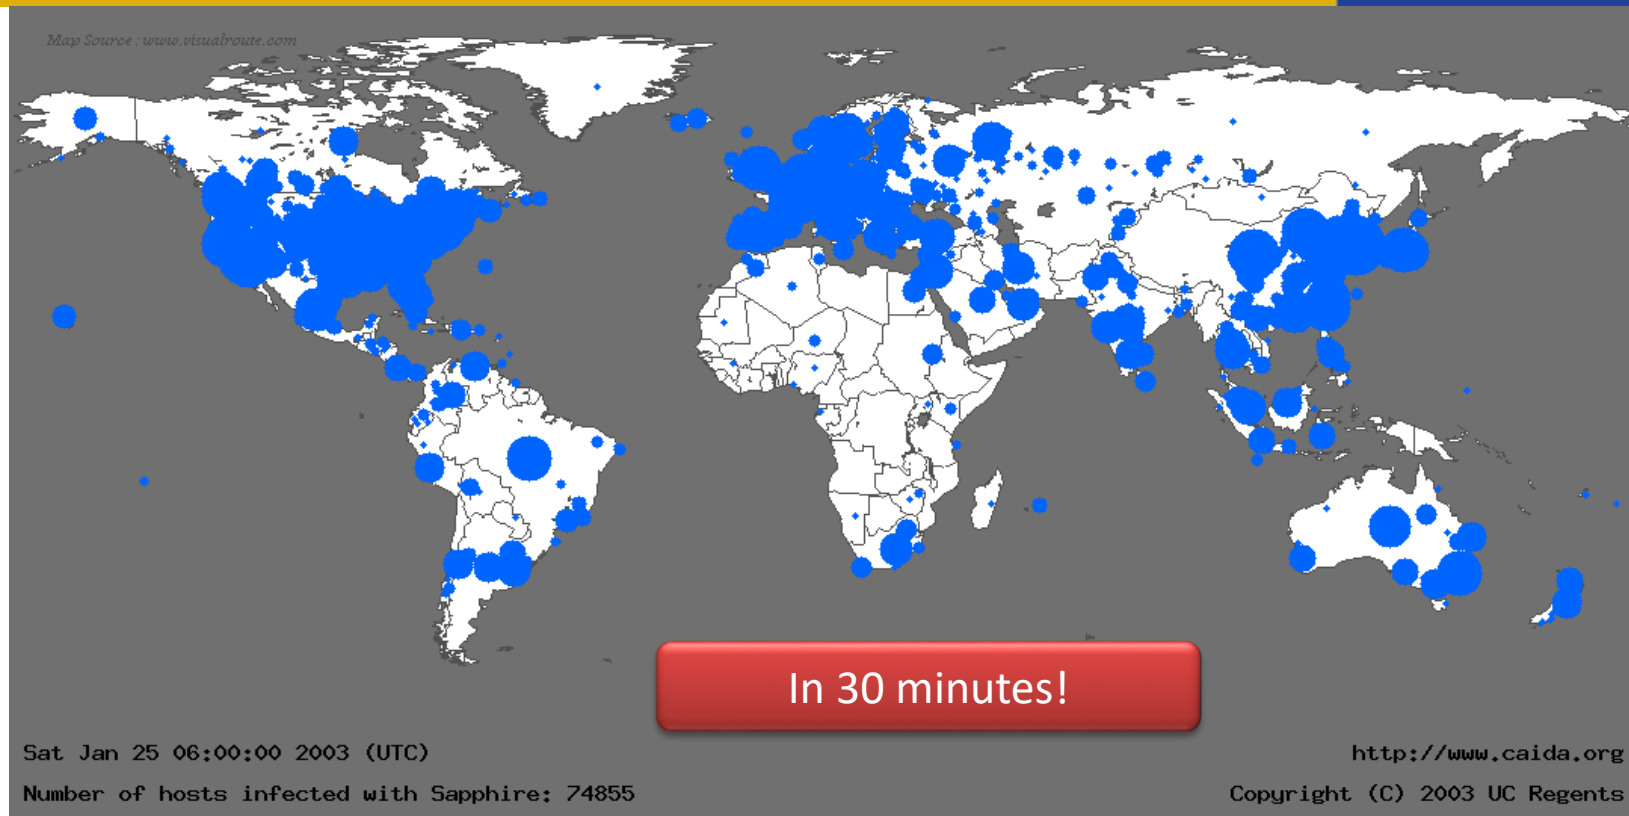 Map Source : www.visualroute.com
In 30 minutes!
Sat Jan 25 06:00:00 2003 (UTC)
http://www.caida.org
Number of hosts infected with Sapphire: 74855
Copyright (C) 2003 UC Regents